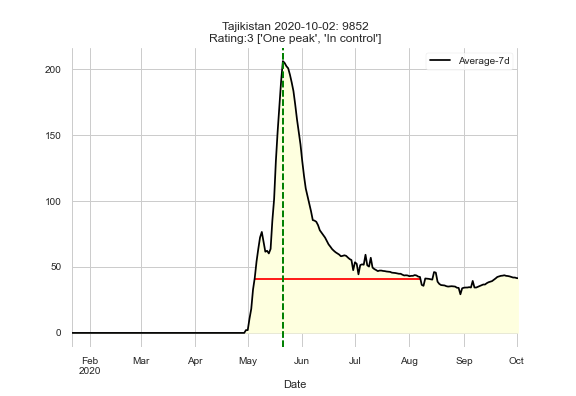 Tajikistan 2020-10-02: 9852
Rating:3 ['One peak', 'In control']
Average-7d
200
150
100
50
0
Feb Mar Apr May Jun Jul Aug Sep Oct
2020
Date